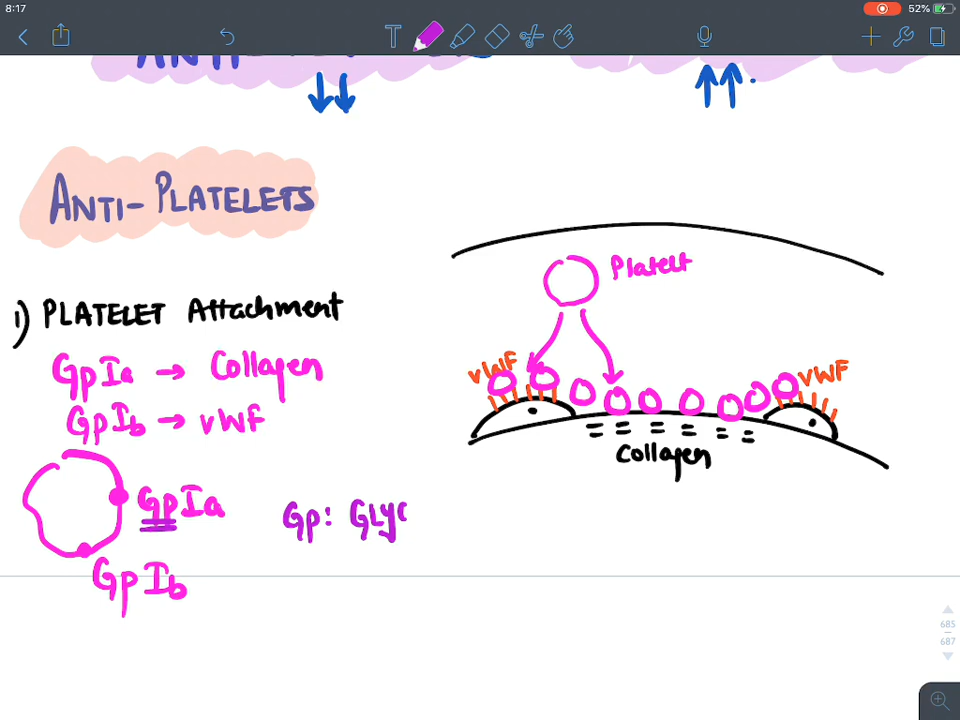 8:17
52%
T
ANTI-
ANTI-PLATELETS
Platelet
1) PLATELET Attachment
GpIa → Collagen
GpIb → vWF
vWF
vWF
Collagen
GpIa
Gp: GLYC
GpIb
685
687